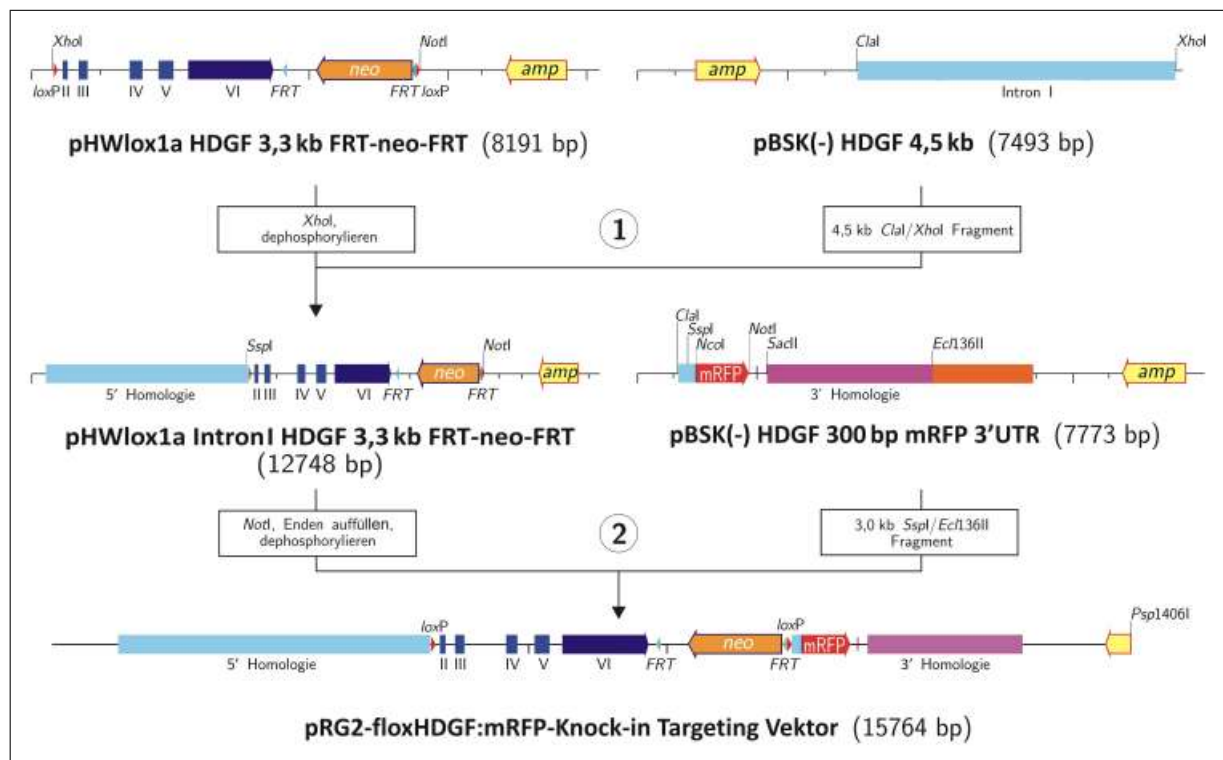 XhoI
NotI
ClaI
XhoI
neo
amp
amp
loxP II III IV V VI FRT FRT loxP
Intron I
pHWlox1a HDGF 3,3 kb FRT-neo-FRT (8191 bp)
pBSK(-) HDGF 4,5 kb (7493 bp)
XhoI,
dephosphorylieren
1
4,5 kb ClaI/XhoI Fragment
SspI
NotI
ClaI
SspI
NcoI
NotI
SacII
Ecl136II
neo
amp
mRFP
amp
5' Homologie
II III IV V VI FRT FRT
3' Homologie
pHWlox1a IntronI HDGF 3,3 kb FRT-neo-FRT
(12748 bp)
pBSK(-) HDGF 300 bp mRFP 3'UTR (7773 bp)
NotI, Enden auffüllen,
dephosphorylieren
2
3,0 kb SspI/Ecl136II
Fragment
loxP
loxP
Psp1406I
neo
mRFP
5' Homologie
II III IV V VI FRT FRT
3' Homologie
pRG2-floxHDGF:mRFP-Knock-in Targeting Vektor (15764 bp)